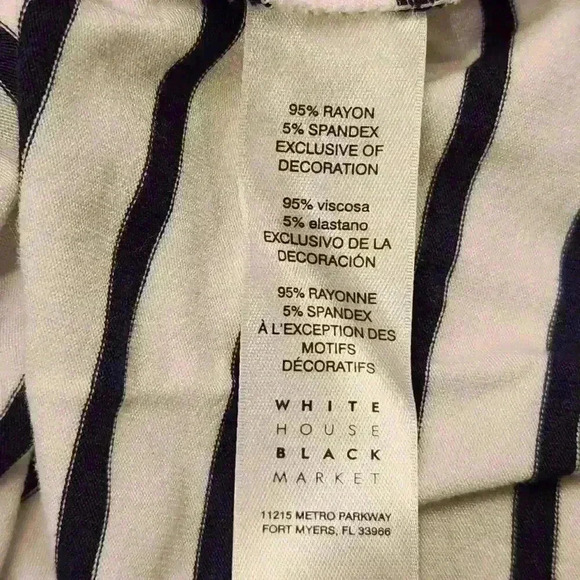 95% RAYON
5% SPANDEX
EXCLUSIVE OF
DECORATION
95% viscosa
5% elastano
EXCLUSIVO DE LA
DECORACIÓN
95% RAYONNE
5% SPANDEX
À L'EXCEPTION DES
MOTIFS
DÉCORATIFS
WHITE
HOUSE
BLACK
MARKET
11215 METRO PARKWAY
FORT MYERS, FL 33966